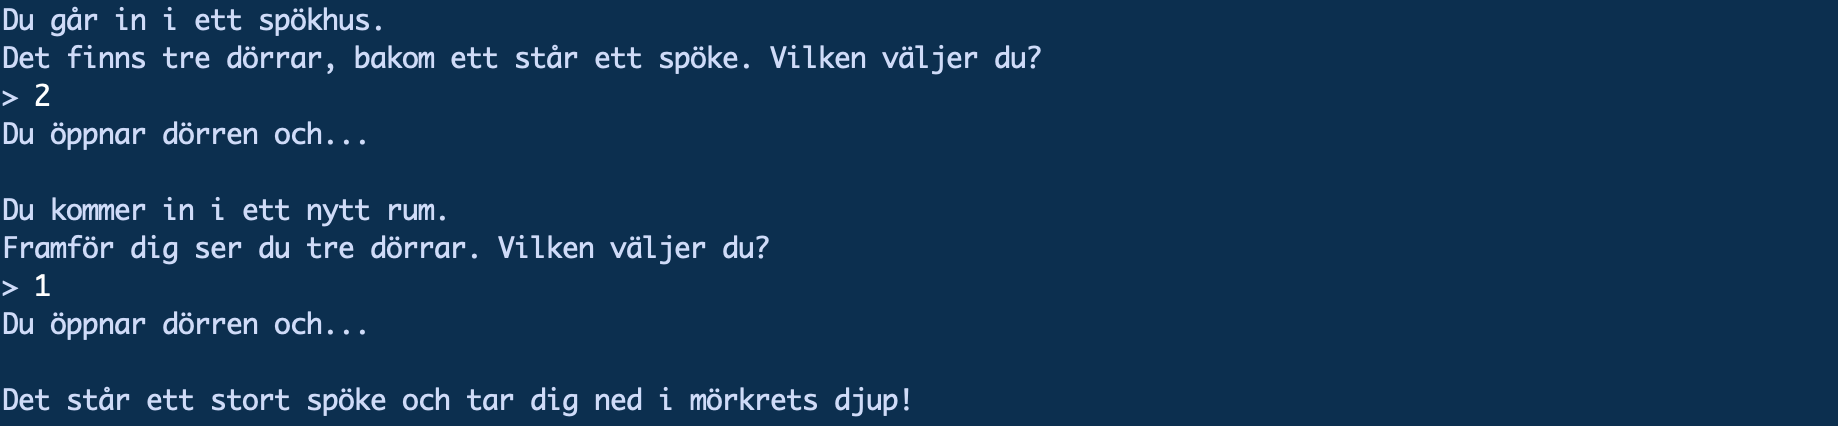 Du går in i ett spökhus.
Det finns tre dörrar, bakom ett står ett spöke. Vilken väljer du?
> 2
Du öppnar dörren och...
Du kommer in i ett nytt rum.
Framför dig ser du tre dörrar. Vilken väljer du?
> 1
Du öppnar dörren och...
Det står ett stort spöke och tar dig ned i mörkrets djup!